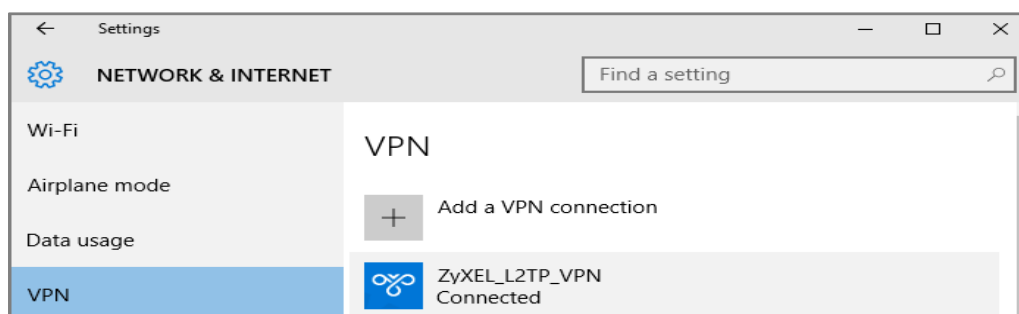 Settings
NETWORK & INTERNET
Find a setting
Wi-Fi
Airplane mode
Data usage
VPN
VPN
Add a VPN connection
ZyXEL_L2TP_VPN
Connected